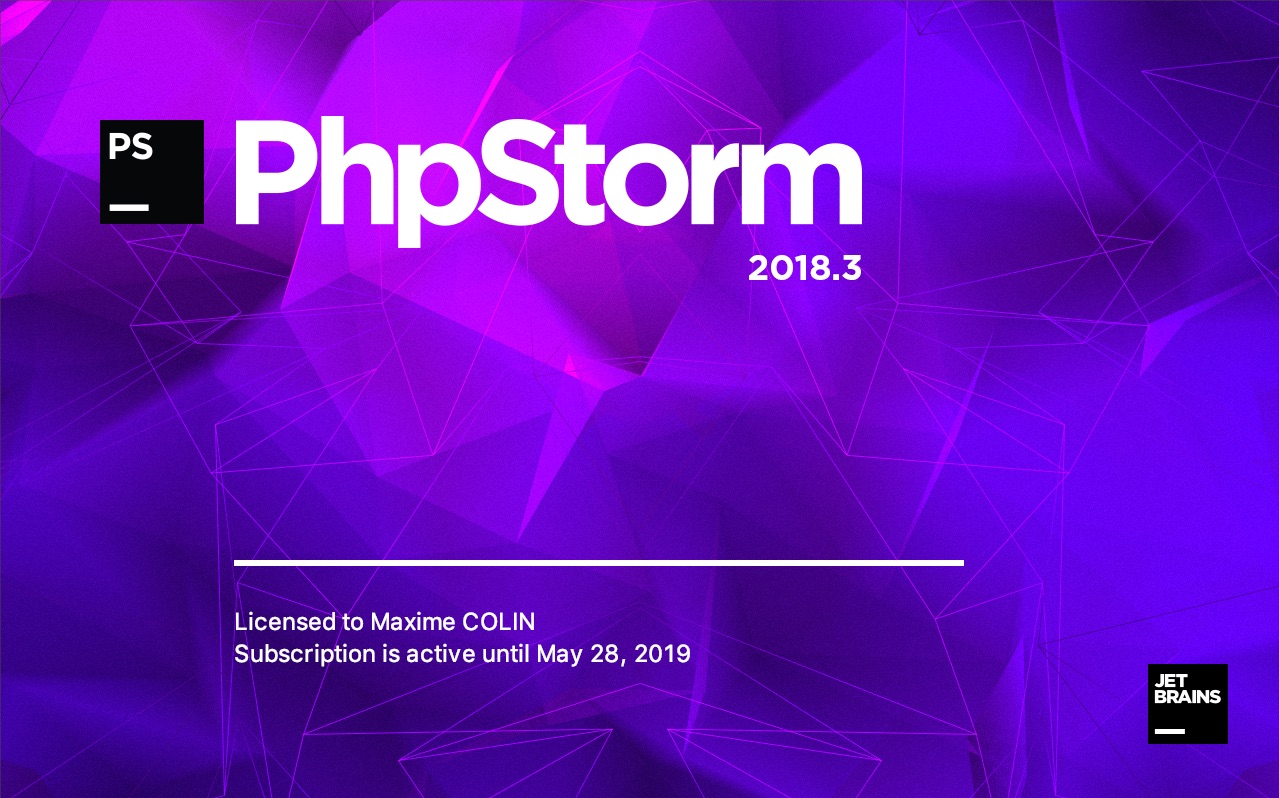 PS
PhpStorm
2018.3
Licensed to Maxime COLIN
Subscription is active until May 28, 2019
JET
BRAINS